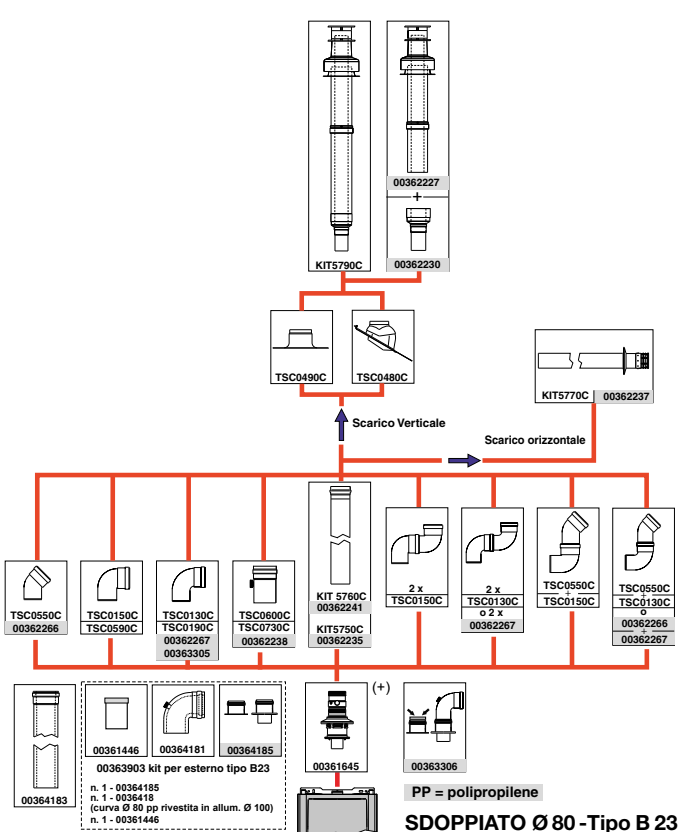 00362227
+
KIT5790C
00362230
TSC0490C
TSC0480C
KIT5770C
00362237
Scarico Verticale
Scarico orizzontale
TSC0550C
00362266
TSC0150C
TSC0590C
TSC0130C
TSC0190C
00362267
00363305
TSC0600C
TSC0730C
00362238
KIT 5760C
00362241
KIT5750C
00362235
2 x
TSC0150C
2 x
TSC0130C
o 2 x
00362267
TSC0550C
+
TSC0150C
TSC0550C
+
TSC0130C
o
00362266
+
00362267
00364183
00361446
00364181
00364185
00363903 kit per esterno tipo B23
n. 1 - 00364185
n. 1 - 0036418
(curva Ø 80 pp rivestita in allum. Ø 100)
n. 1 - 00361446
(+)
00361645
00363306
PP = polipropilene
SDOPPIATO Ø 80 -Tipo B 23